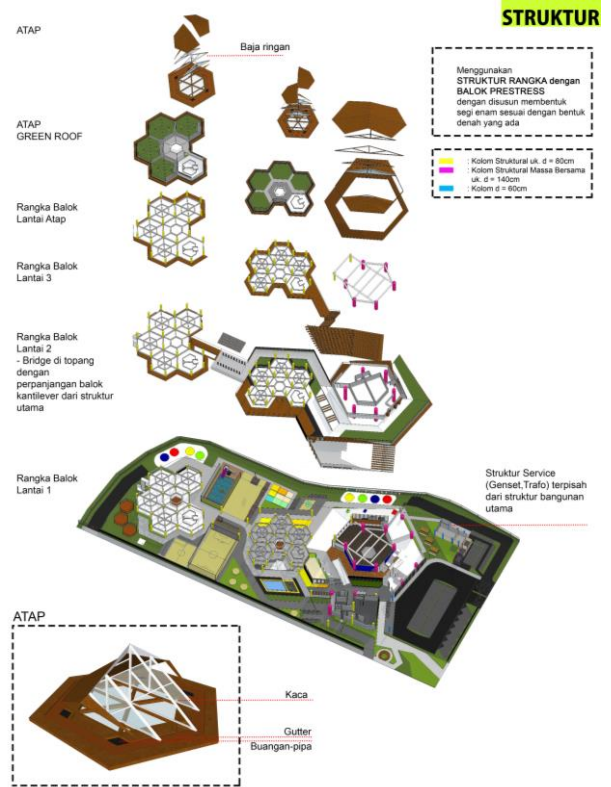 STRUKTUR
ATAP
Baja ringan
Menggunakan
STRUKTUR RANGKA dengan
BALOK PRESTRESS
dengan disusun membentuk
segi enam sesuai dengan bentuk
denah yang ada
ATAP
GREEN ROOF
: Kolom Struktural uk. d = 80cm
: Kolom Struktural Massa Bersama
uk. d = 140cm
: Kolom d = 60cm
Rangka Balok
Lantai Atap
Rangka Balok
Lantai 3
Rangka Balok
Lantai 2
- Bridge di topang
dengan
perpanjangan balok
kantilever dari struktur
utama
Rangka Balok
Lantai 1
Struktur Service
(Genset,Trafo) terpisah
dari struktur bangunan
utama
ATAP
Kaca
Gutter
Buangan-pipa